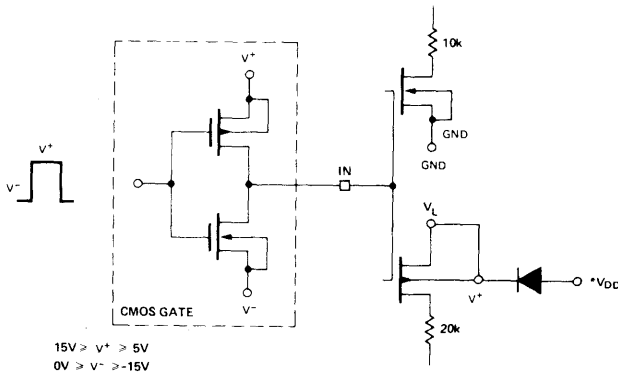 V+
V-
V+
V-
CMOS GATE
IN
10k
GND
GND
VL
V+
*VDD
20k
15V ⩾ V+ ⩾ 5V
0V ⩾ V- ⩾ -15V